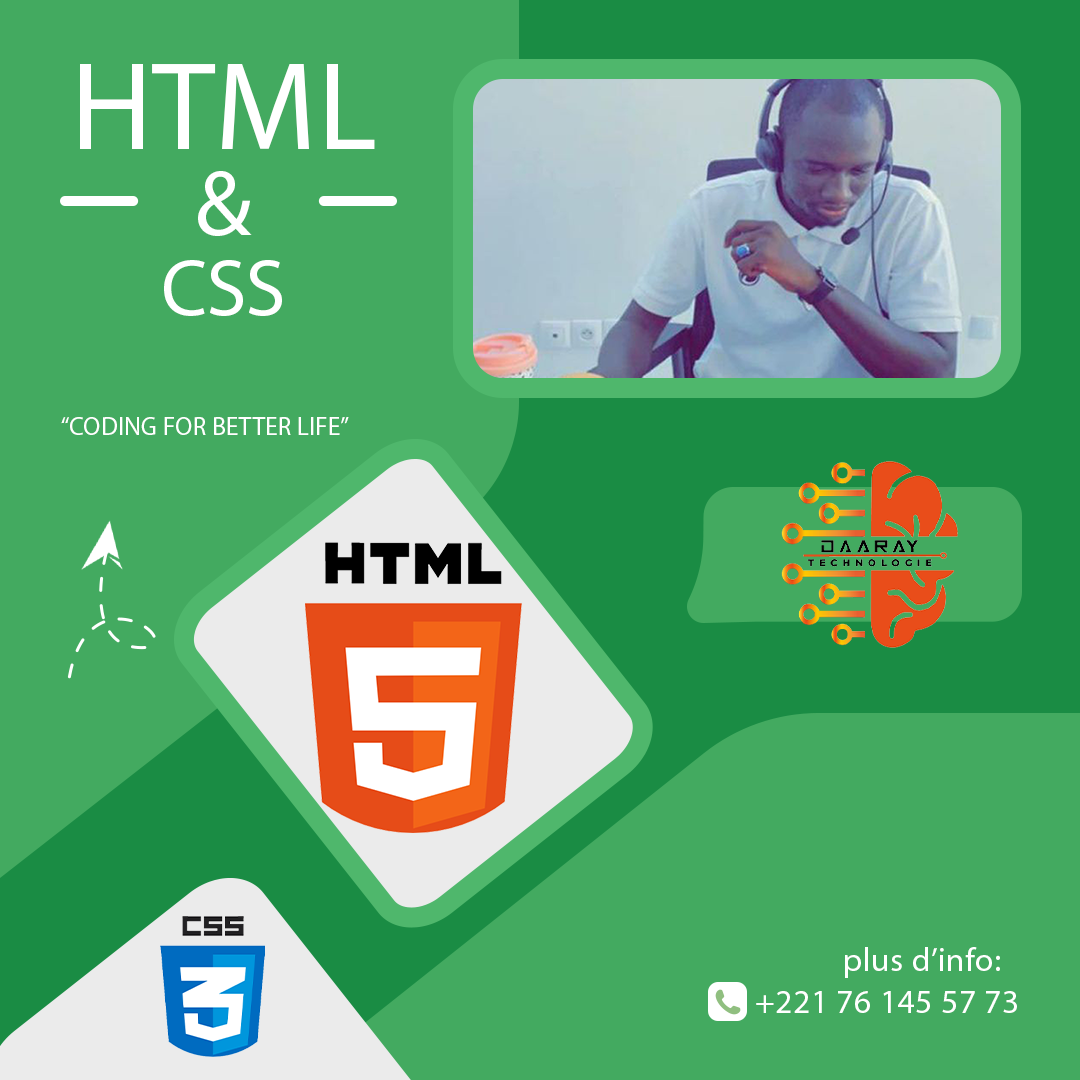 HTML
&
CSS
“CODING FOR BETTER LIFE”
HTML
5
DAARAY
TECHNOLOGIE
CSS
3
plus d’info:
+221 76 145 57 73